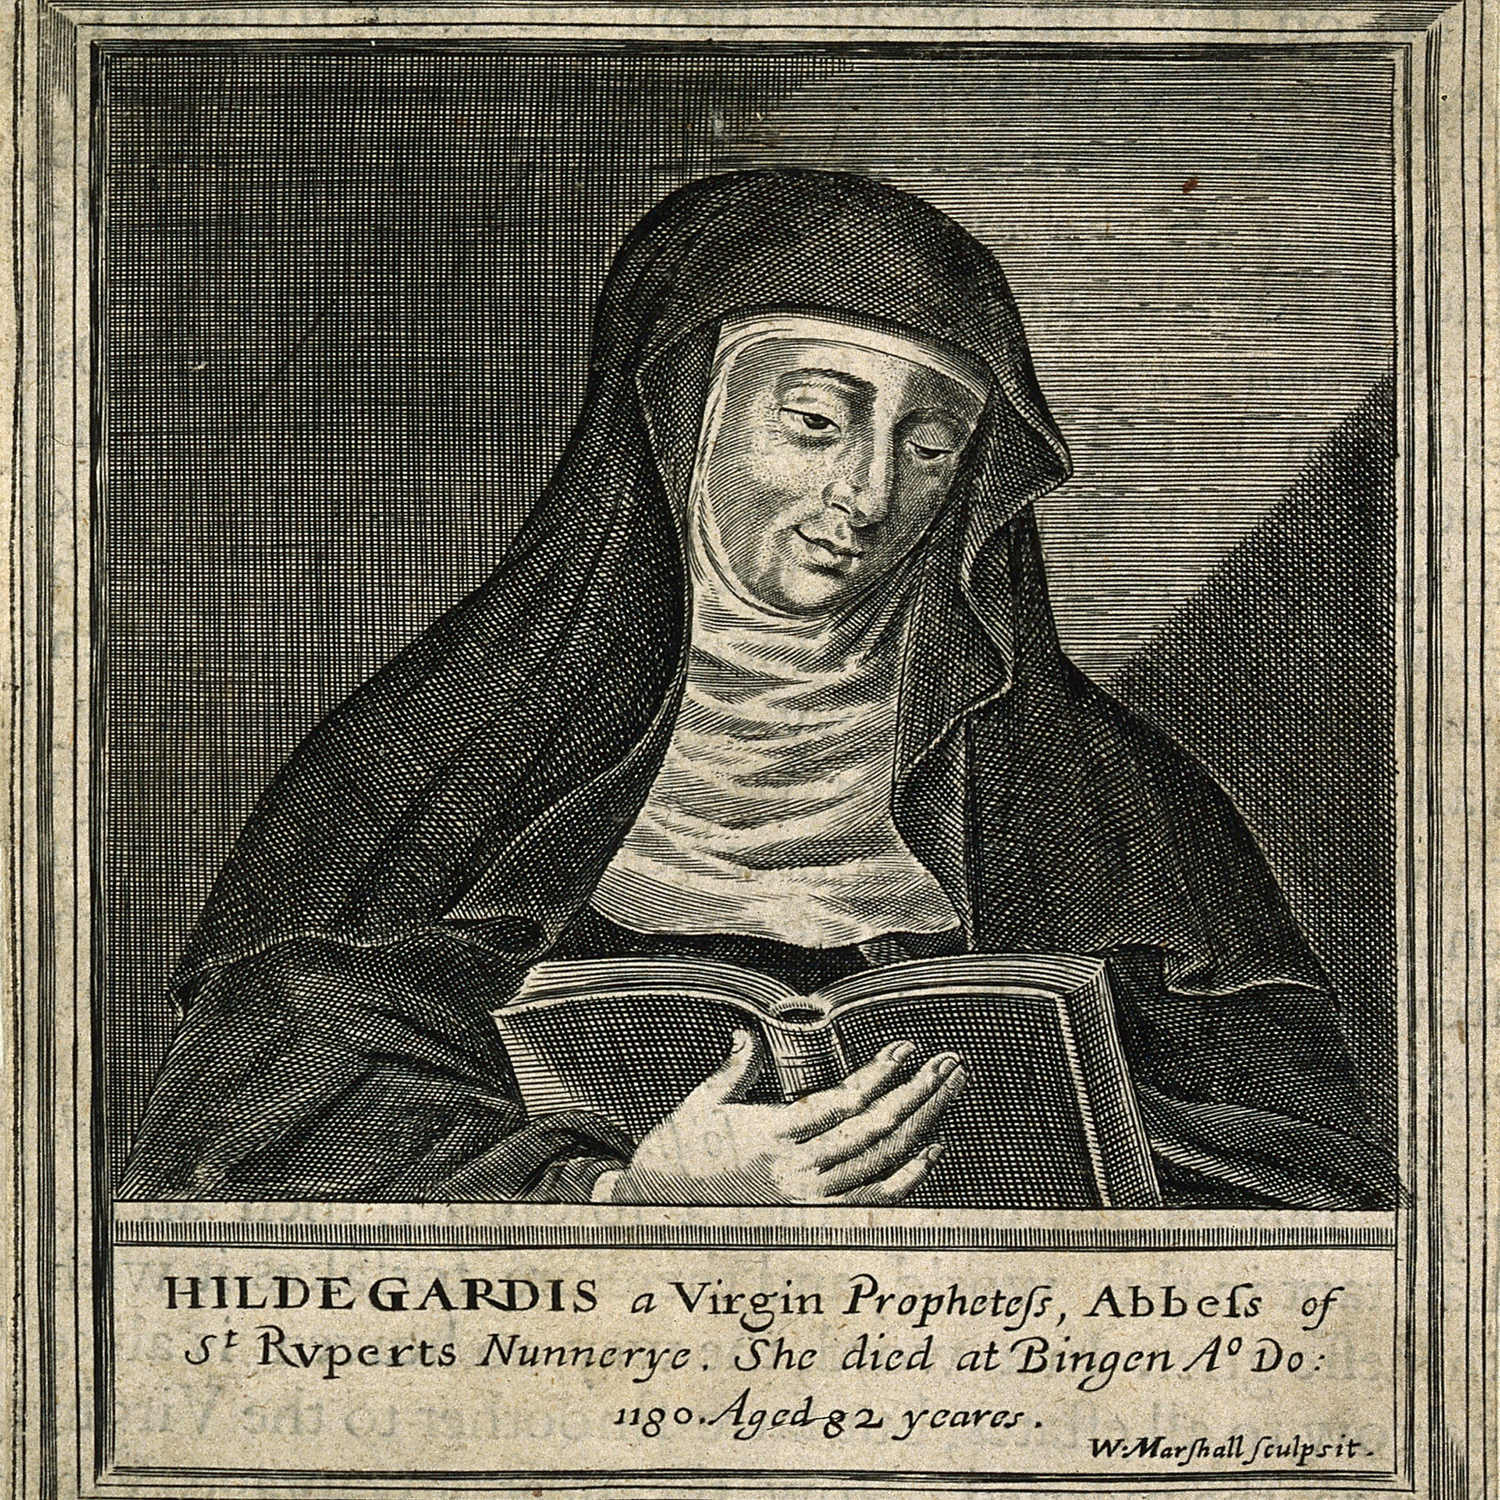 HILDEGARDIS a Virgin Propheteſs, Abbeſs of
Sᵗ Rvperts Nunnerye. She died at Bingen Aº Do:
1180. Aged 82 yeares.
W. Marſhall ſculpsit.